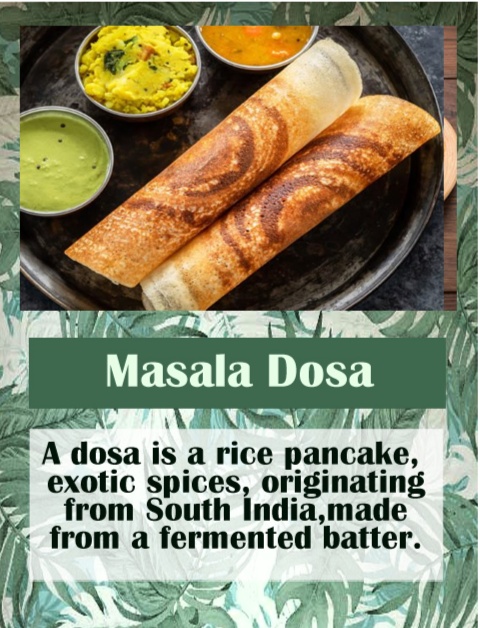 Masala Dosa
A dosa is a rice pancake,
exotic spices, originating
from South India,made
from a fermented batter.